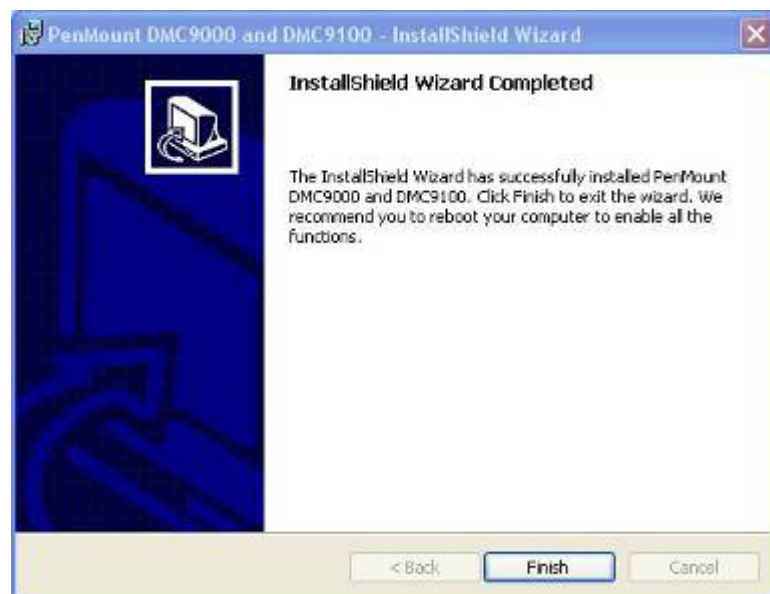 PenMount DMC9000 and DMC9100 - InstallShield Wizard
InstallShield Wizard Completed
The InstallShield Wizard has successfully installed PenMount
DMC9000 and DMC9100. Click Finish to exit the wizard. We
recommend you to reboot your computer to enable all the
functions.
< Back
Finish
Cancel